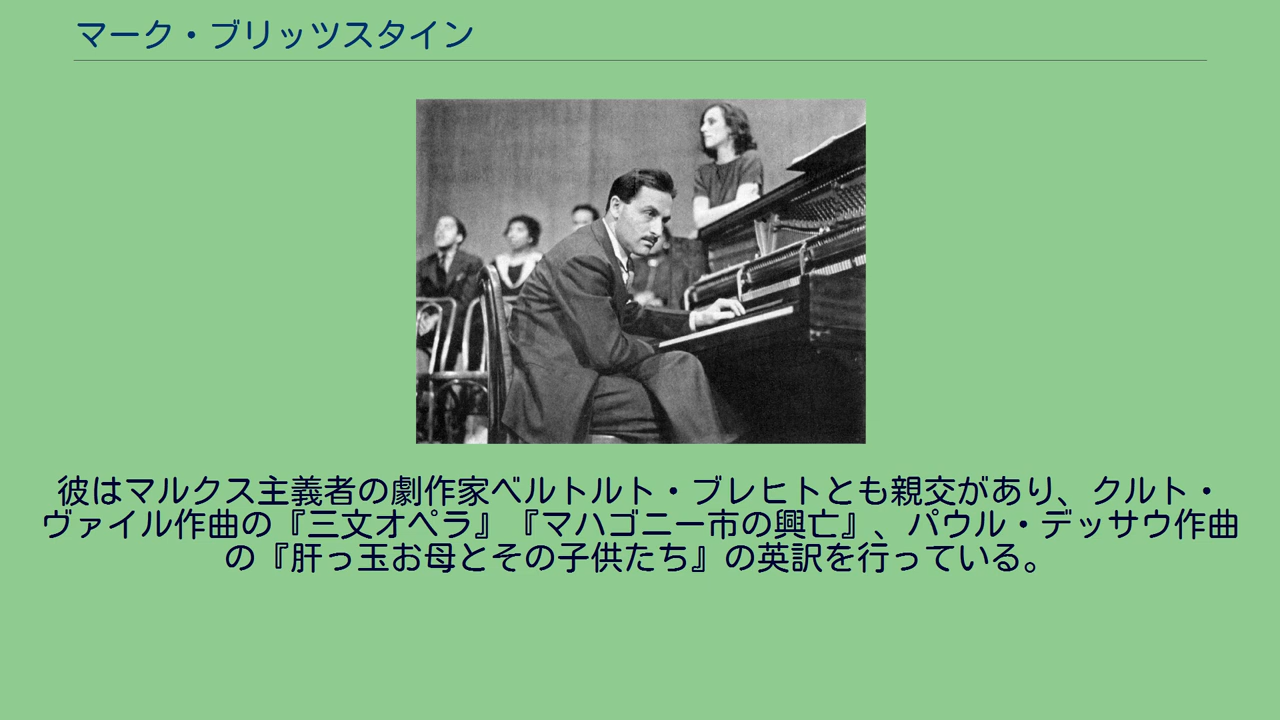 マーク・ブリッツスタイン
彼はマルクス主義者の劇作家ベルトルト・ブレヒトとも親交があり、クルト・
ヴァイル作曲の『三文オペラ』『マハゴニー市の興亡』、パウル・デッサウ作曲
の『肝っ玉お母とその子供たち』の英訳を行っている。